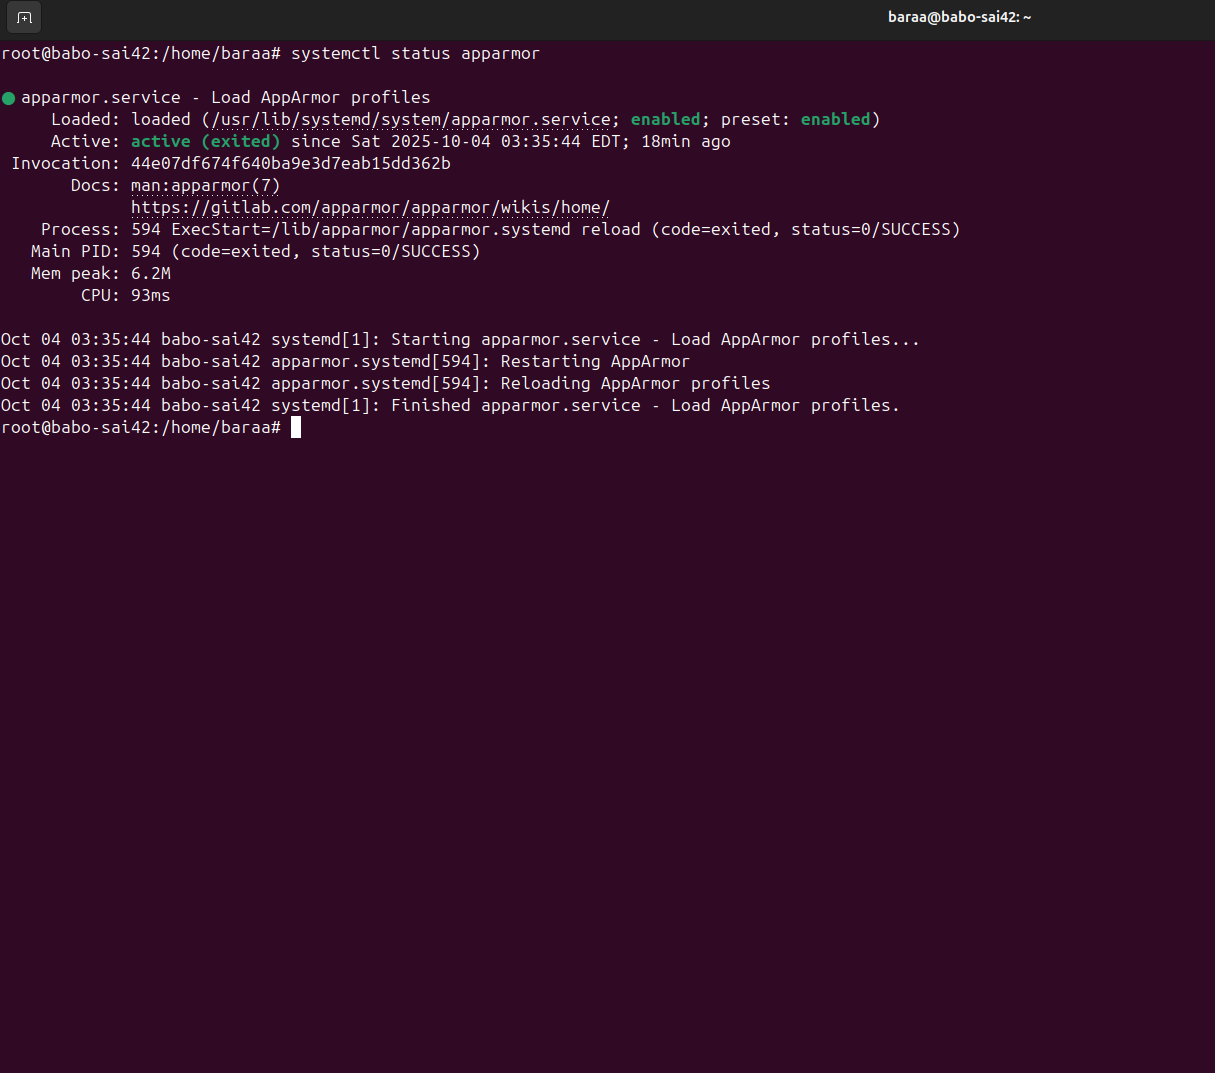 baraa@babo-sai42: ~
root@babo-sai42:/home/baraa# systemctl status apparmor
● apparmor.service - Load AppArmor profiles
     Loaded: loaded (/usr/lib/systemd/system/apparmor.service; enabled; preset: enabled)
     Active: active (exited) since Sat 2025-10-04 03:35:44 EDT; 18min ago
 Invocation: 44e07df674f640ba9e3d7eab15dd362b
       Docs: man:apparmor(7)
             https://gitlab.com/apparmor/apparmor/wikis/home/
    Process: 594 ExecStart=/lib/apparmor/apparmor.systemd reload (code=exited, status=0/SUCCESS)
   Main PID: 594 (code=exited, status=0/SUCCESS)
   Mem peak: 6.2M
        CPU: 93ms
Oct 04 03:35:44 babo-sai42 systemd[1]: Starting apparmor.service - Load AppArmor profiles...
Oct 04 03:35:44 babo-sai42 apparmor.systemd[594]: Restarting AppArmor
Oct 04 03:35:44 babo-sai42 apparmor.systemd[594]: Reloading AppArmor profiles
Oct 04 03:35:44 babo-sai42 systemd[1]: Finished apparmor.service - Load AppArmor profiles.
root@babo-sai42:/home/baraa#